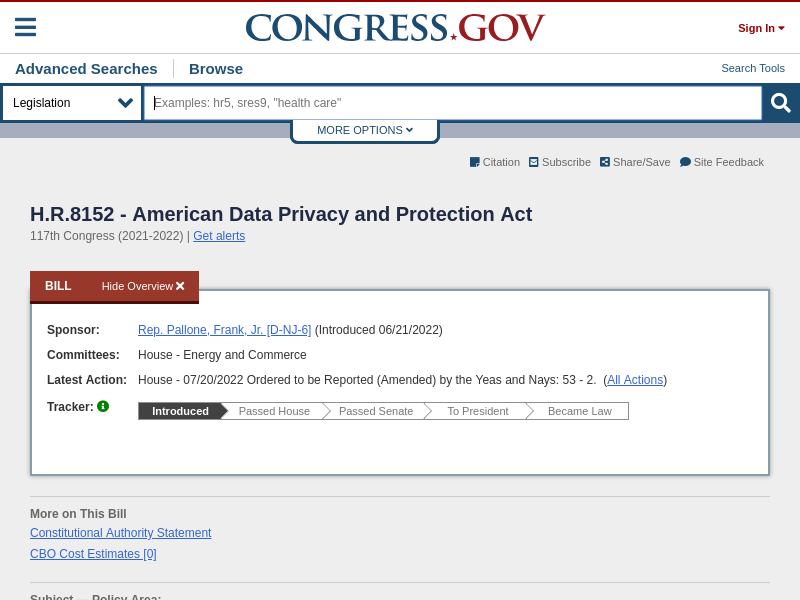 CONGRESS.GOV
Sign In
Advanced Searches Browse Search Tools
Legislation Examples: hr5, sres9, "health care"
MORE OPTIONS
Citation Subscribe Share/Save Site Feedback
H.R.8152 - American Data Privacy and Protection Act
117th Congress (2021-2022) | Get alerts
BILL Hide Overview
Sponsor: Rep. Pallone, Frank, Jr. [D-NJ-6] (Introduced 06/21/2022)
Committees: House - Energy and Commerce
Latest Action: House - 07/20/2022 Ordered to be Reported (Amended) by the Yeas and Nays: 53 - 2. (All Actions)
Tracker: Introduced Passed House Passed Senate To President Became Law
More on This Bill
Constitutional Authority Statement
CBO Cost Estimates [0]
Subject — Policy Area: